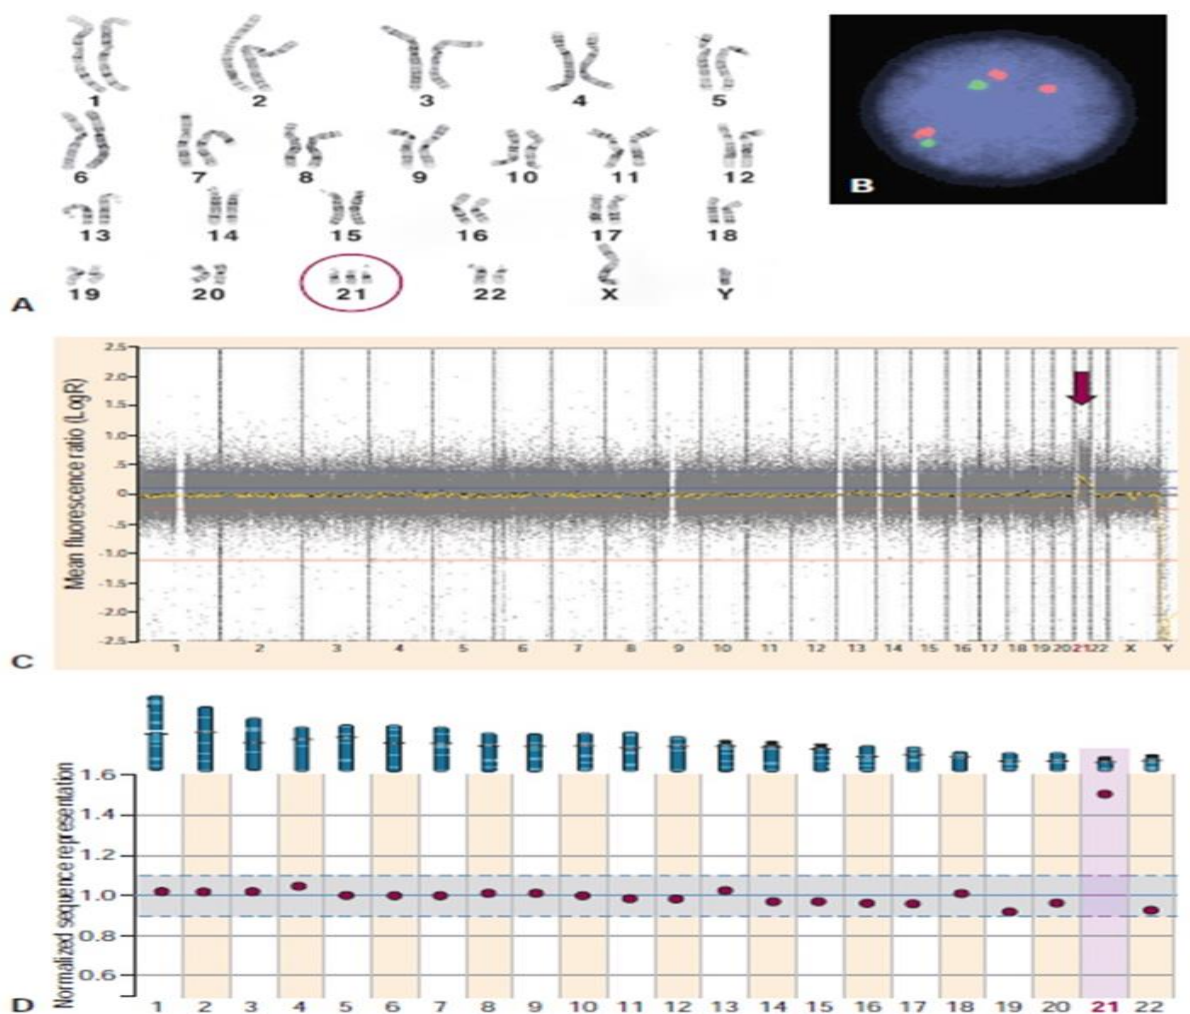 1 2 3 4 5
6 7 8 9 10 11 12
13 14 15 16 17 18
19 20 21 22 X Y
A
B
Mean fluorescence ratio (LogR)
2.5
2.0
1.5
1.0
.5
0
-.5
-1.0
-1.5
-2.0
-2.5
1 2 3 4 5 6 7 8 9 10 11 12 13 14 15 16 17 18 19 20 21 22 X Y
C
Normalized sequence representation
1.6
1.4
1.2
1.0
0.8
0.6
1 2 3 4 5 6 7 8 9 10 11 12 13 14 15 16 17 18 19 20 21 22
D